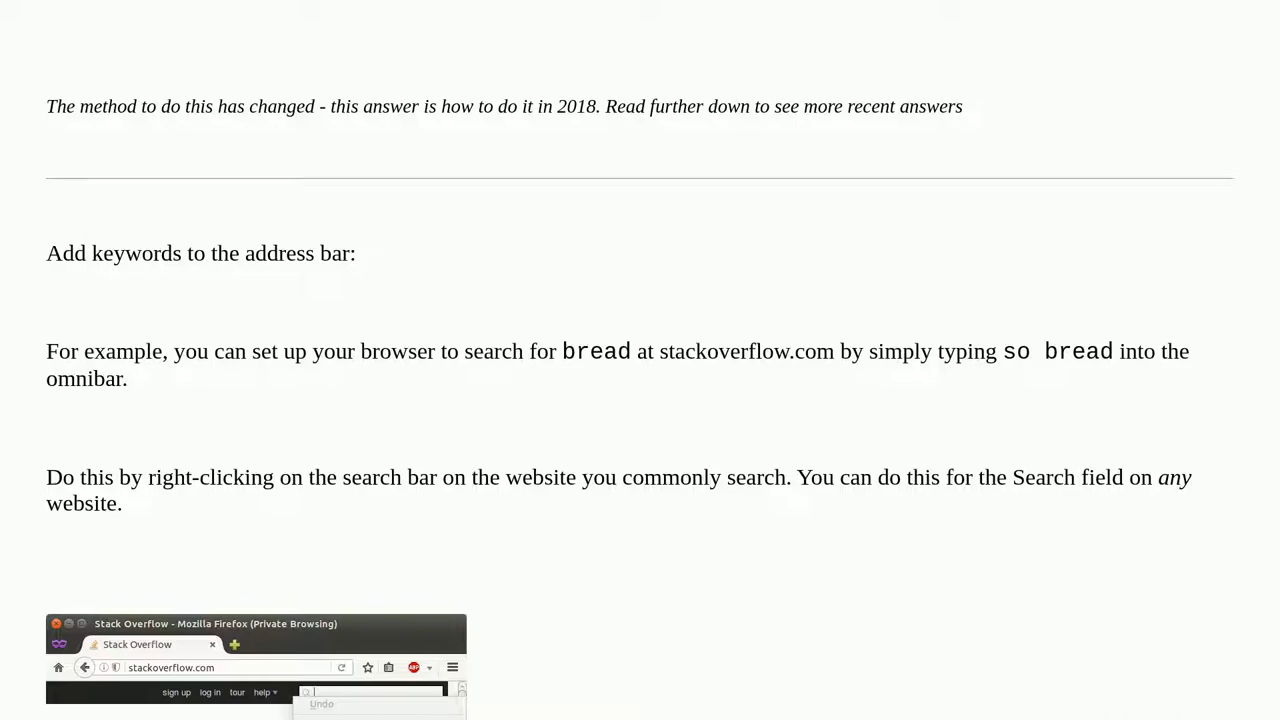 The method to do this has changed - this answer is how to do it in 2018. Read further down to see more recent answers
Add keywords to the address bar:
For example, you can set up your browser to search for bread at stackoverflow.com by simply typing so bread into the
omnibar.
Do this by right-clicking on the search bar on the website you commonly search. You can do this for the Search field on any
website.
Stack Overflow - Mozilla Firefox (Private Browsing)
Stack Overflow
stackoverflow.com
ABP
sign up log in tour help
Undo